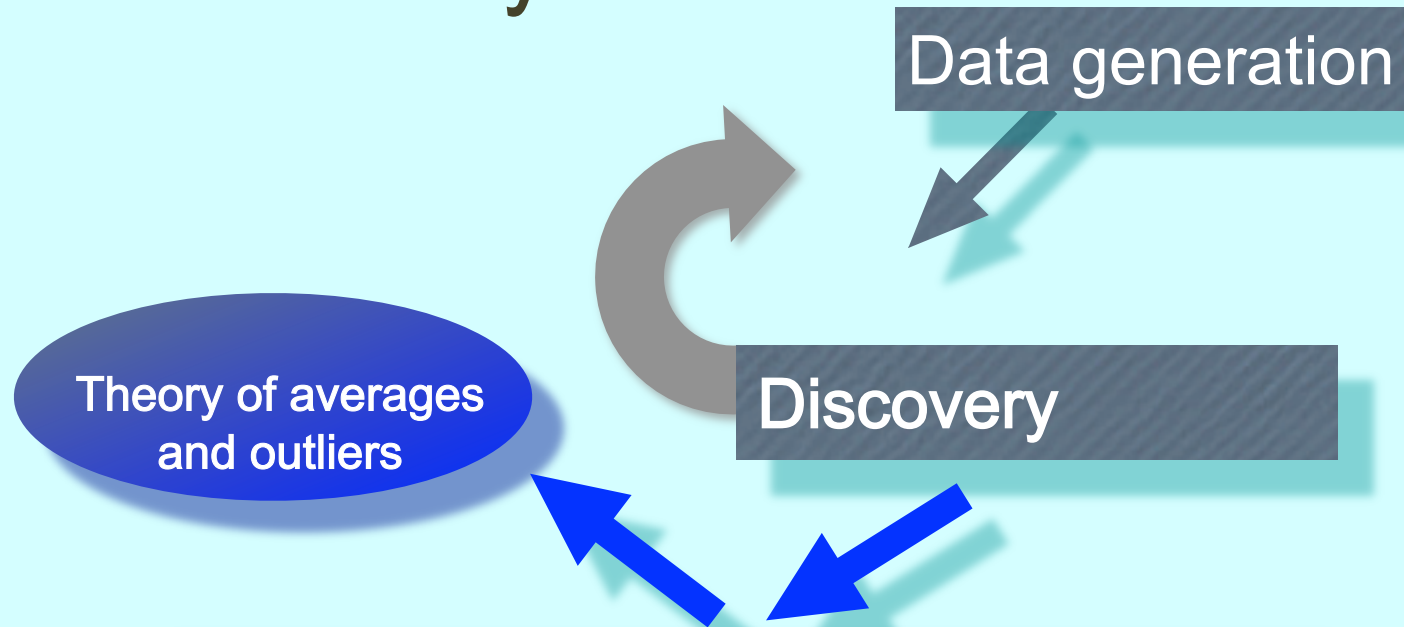 Data generation
Discovery
Theory of averages
and outliers